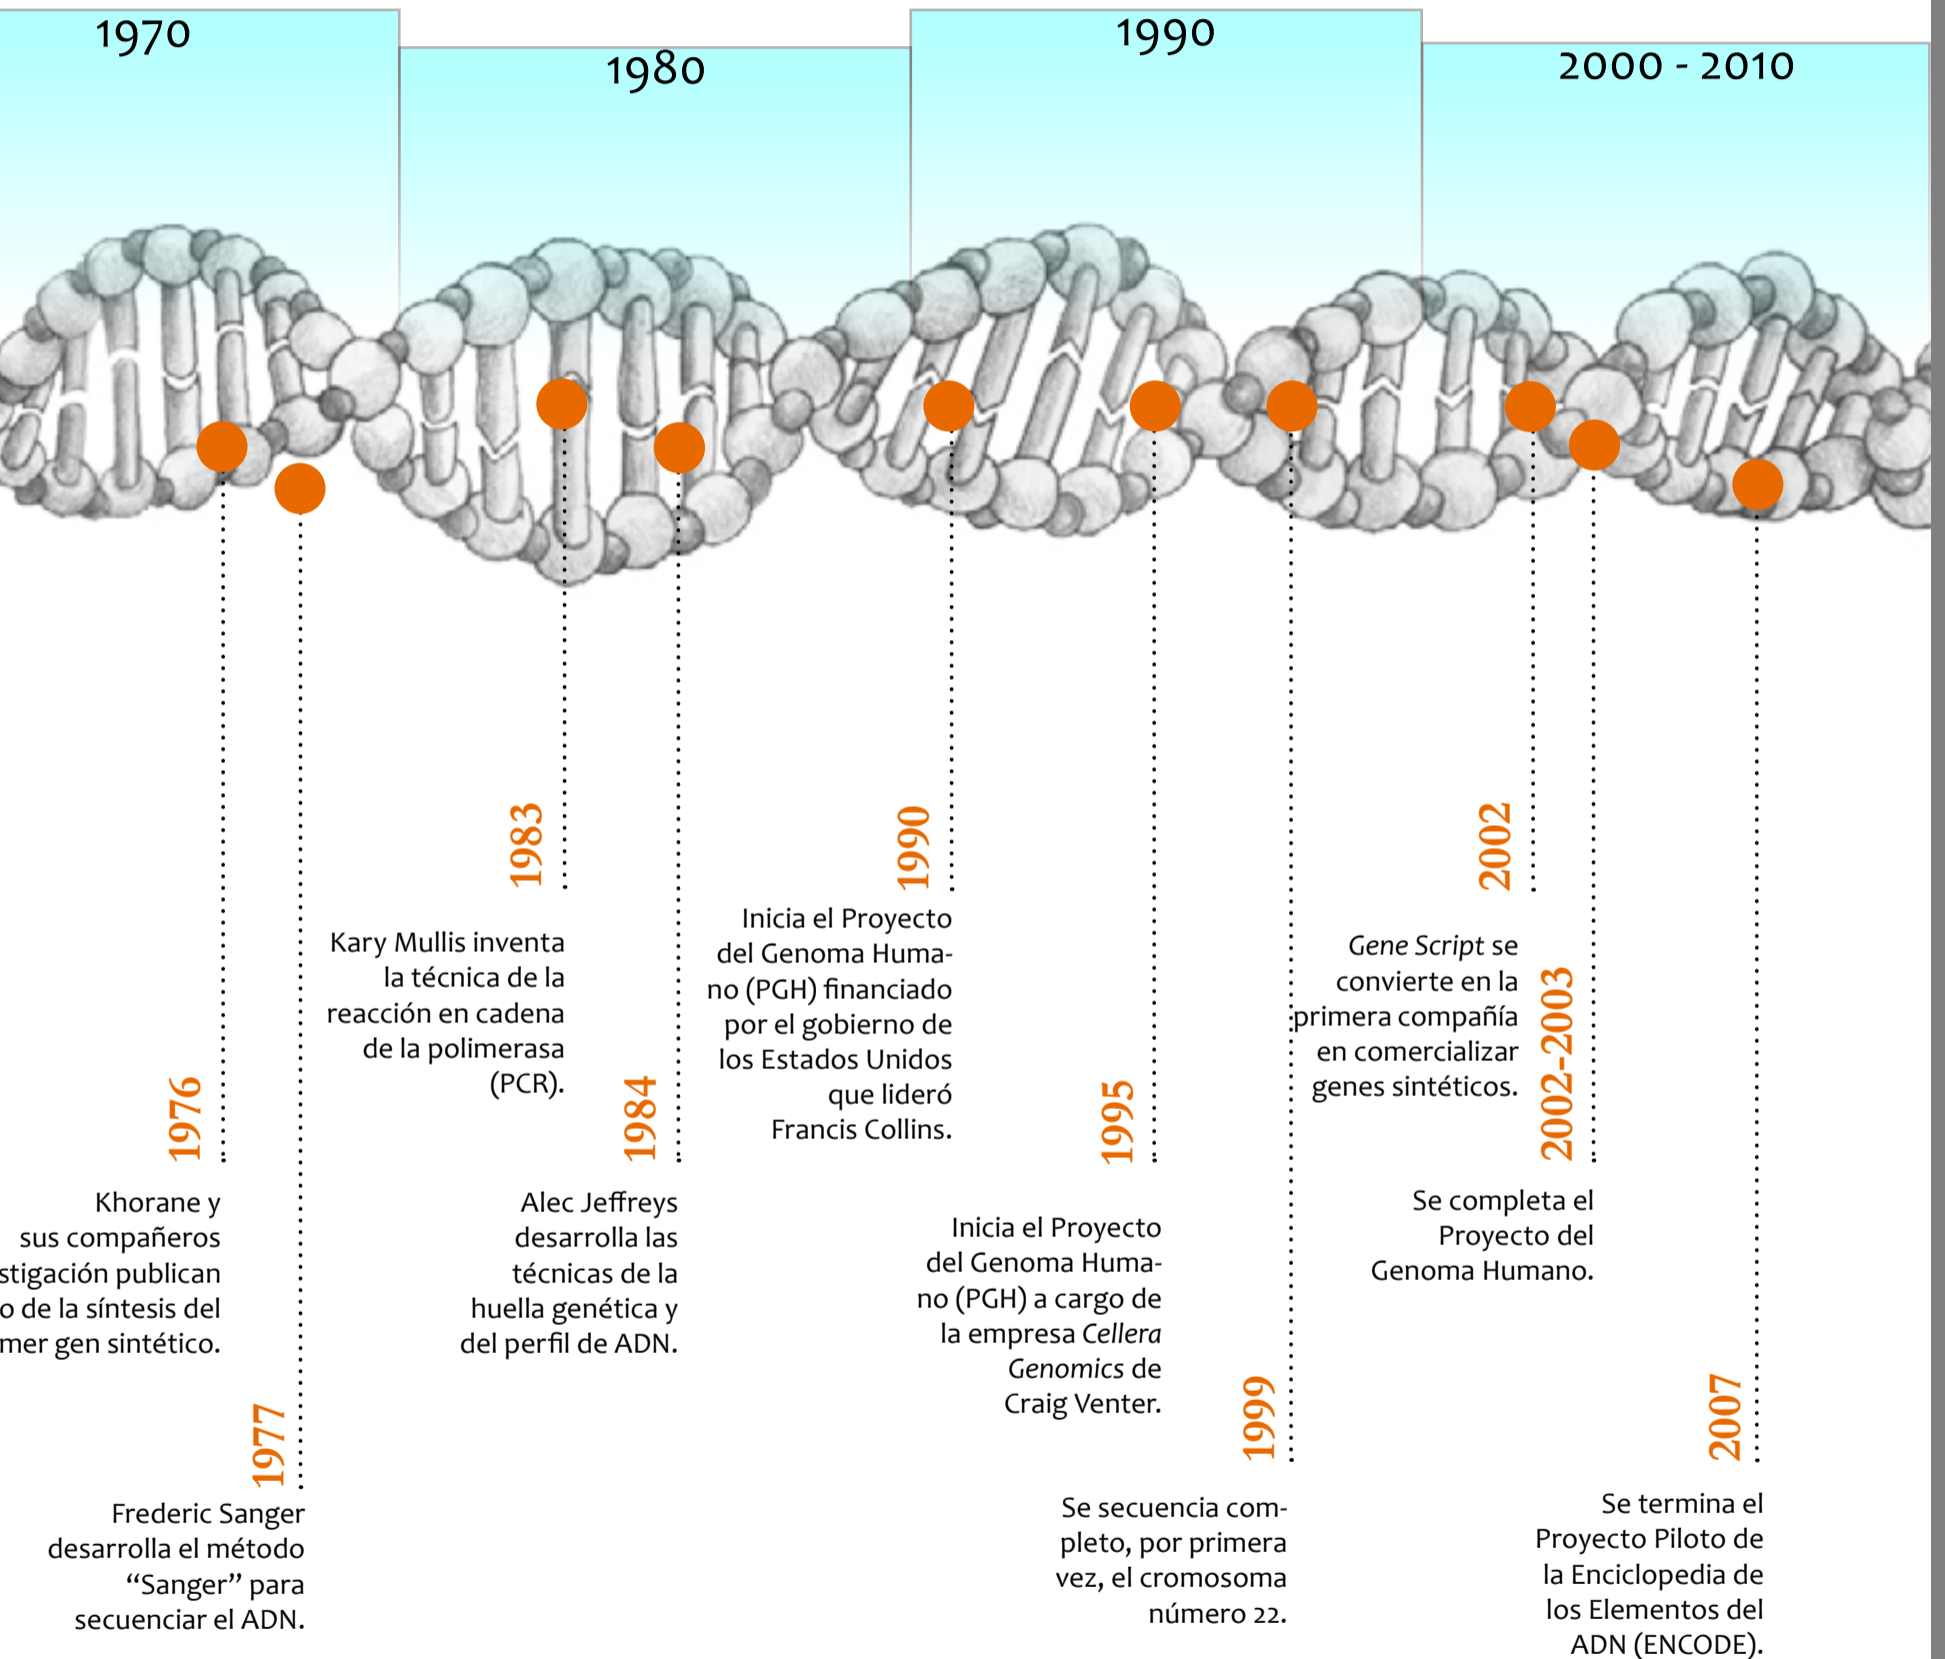 1970
1980
1990
2000 - 2010
1976
Khorane y
sus compañeros
publican
de la síntesis del
gen sintético.
1977
Frederic Sanger
desarrolla el método
“Sanger” para
secuenciar el ADN.
1983
Kary Mullis inventa
la técnica de la
reacción en cadena
de la polimerasa
(PCR).
1984
Alec Jeffreys
desarrolla las
técnicas de la
huella genética y
del perfil de ADN.
1990
Inicia el Proyecto
del Genoma Huma-
no (PGH) financiado
por el gobierno de
los Estados Unidos
que lideró
Francis Collins.
1995
Inicia el Proyecto
del Genoma Huma-
no (PGH) a cargo de
la empresa Cellera
Genomics de
Craig Venter.
1999
Se secuencia com-
pleto, por primera
vez, el cromosoma
número 22.
2002
Gene Script se
convierte en la
primera compañía
en comercializar
genes sintéticos.
2002-2003
Se completa el
Proyecto del
Genoma Humano.
2007
Se termina el
Proyecto Piloto de
la Enciclopedia de
los Elementos del
ADN (ENCODE).